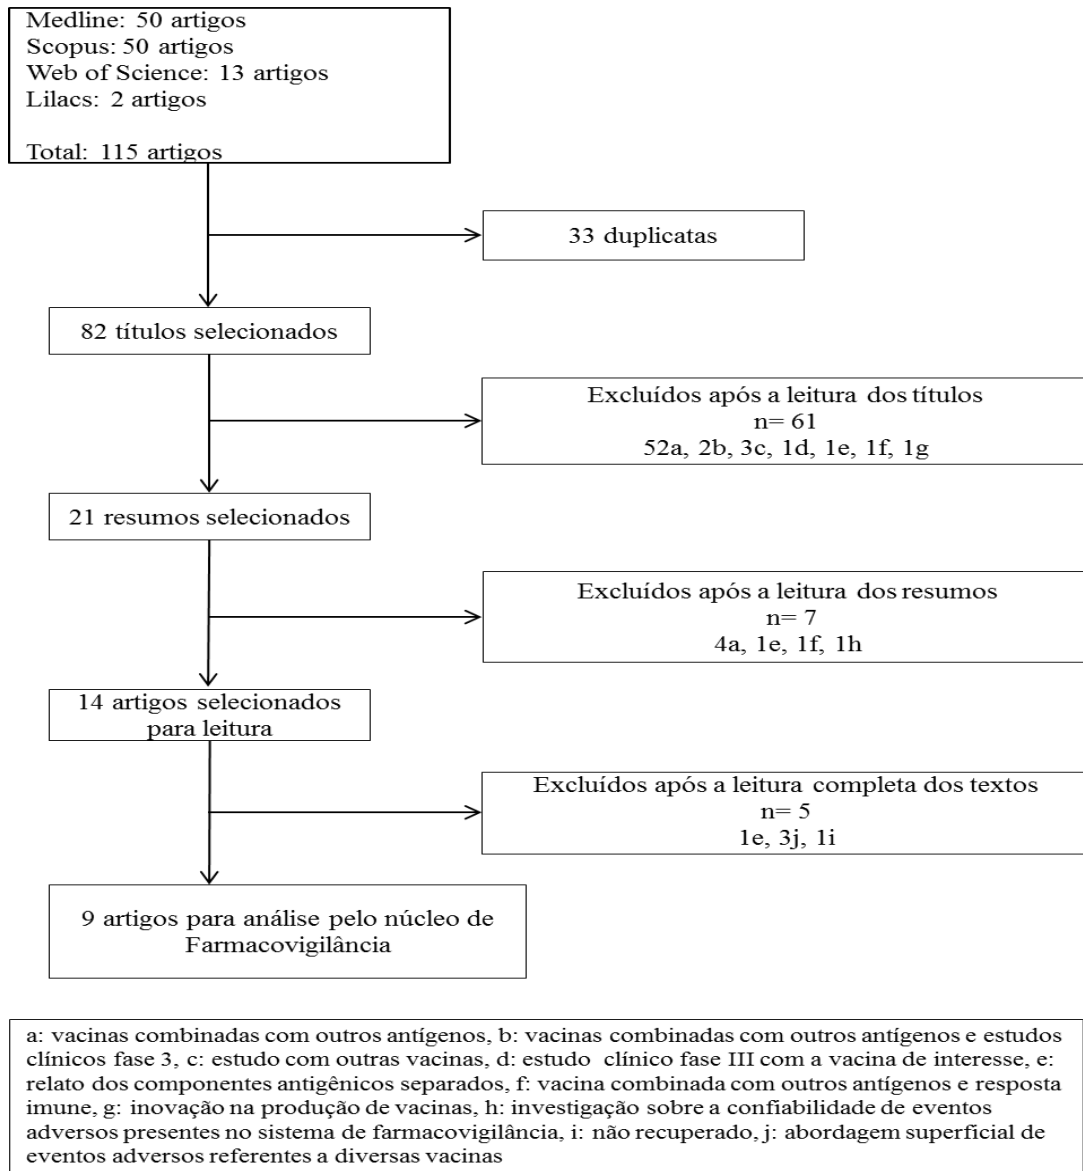 Medline: 50 artigos
Scopus: 50 artigos
Web of Science: 13 artigos
Lilacs: 2 artigos
Total: 115 artigos
33 duplicatas
82 títulos selecionados
Excluídos após a leitura dos títulos
n= 61
52a, 2b, 3c, 1d, 1e, 1f, 1g
21 resumos selecionados
Excluídos após a leitura dos resumos
n= 7
4a, 1e, 1f, 1h
14 artigos selecionados
para leitura
Excluídos após a leitura completa dos textos
n= 5
1e, 3j, 1i
9 artigos para análise pelo núcleo de
Farmacovigilância
a: vacinas combinadas com outros antígenos, b: vacinas combinadas com outros antígenos e estudos
clínicos fase 3, c: estudo com outras vacinas, d: estudo clínico fase III com a vacina de interesse, e:
relato dos componentes antigênicos separados, f: vacina combinada com outros antígenos e resposta
imune, g: inovação na produção de vacinas, h: investigação sobre a confiabilidade de eventos
adversos presentes no sistema de farmacovigilância, i: não recuperado, j: abordagem superficial de
eventos adversos referentes a diversas vacinas